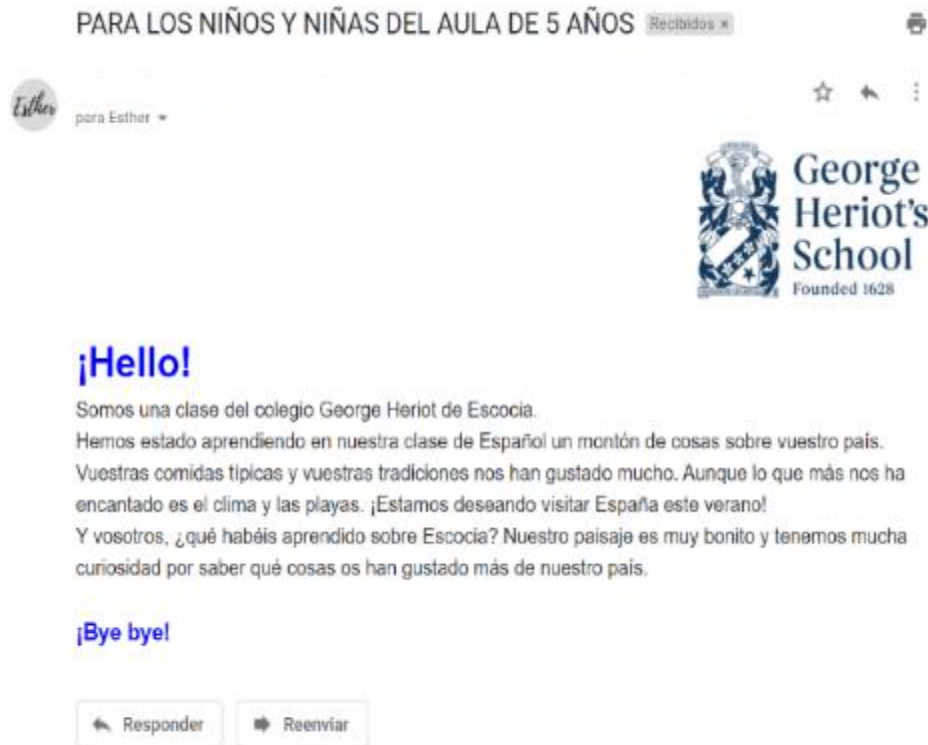 PARA LOS NIÑOS Y NIÑAS DEL AULA DE 5 AÑOS Recibidos ×
Esther
para Esther
George
Heriot's
School
Founded 1628
¡Hello!
Somos una clase del colegio George Heriot de Escocia.
Hemos estado aprendiendo en nuestra clase de Español un montón de cosas sobre vuestro país.
Vuestras comidas típicas y vuestras tradiciones nos han gustado mucho. Aunque lo que más nos ha
encantado es el clima y las playas. ¡Estamos deseando visitar España este verano!
Y vosotros, ¿qué habéis aprendido sobre Escocia? Nuestro paisaje es muy bonito y tenemos mucha
curiosidad por saber qué cosas os han gustado más de nuestro país.
¡Bye bye!
Responder
Reenviar